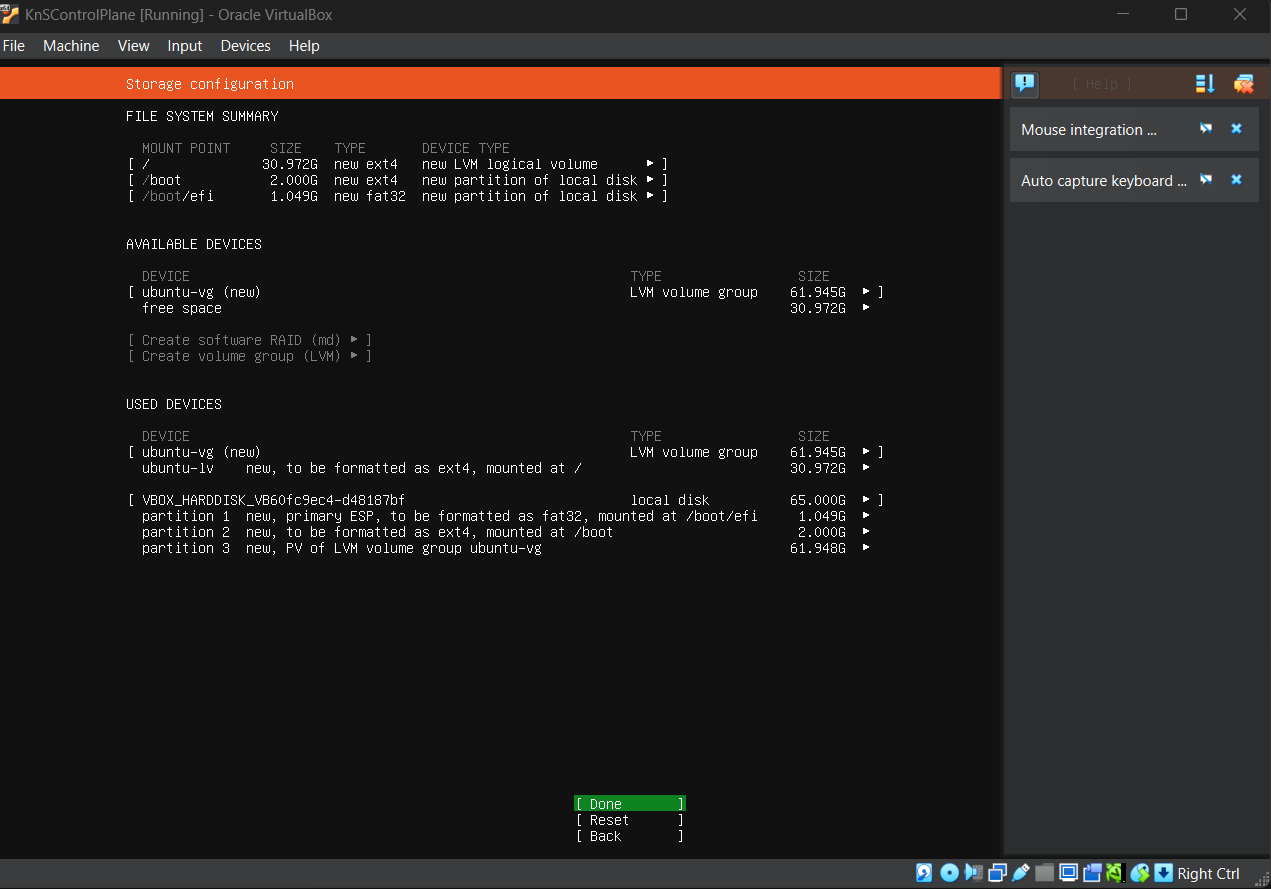 KnSControlPlane [Running] - Oracle VirtualBox
File Machine View Input Devices Help
Storage configuration
[ Help ]
FILE SYSTEM SUMMARY
MOUNT POINT SIZE TYPE DEVICE TYPE
[ / 30.972G new ext4 new LVM logical volume ▸ ]
[ /boot 2.000G new ext4 new partition of local disk ▸ ]
[ /boot/efi 1.049G new fat32 new partition of local disk ▸ ]
AVAILABLE DEVICES
DEVICE TYPE SIZE
[ ubuntu-vg (new) LVM volume group 61.945G ▸ ]
free space 30.972G ▸
[ Create software RAID (md) ▸ ]
[ Create volume group (LVM) ▸ ]
USED DEVICES
DEVICE TYPE SIZE
[ ubuntu-vg (new) LVM volume group 61.945G ▸ ]
ubuntu-lv new, to be formatted as ext4, mounted at / 30.972G ▸
[ VBOX_HARDDISK_VB60fc9ec4-d48187bf local disk 65.000G ▸ ]
partition 1 new, primary ESP, to be formatted as fat32, mounted at /boot/efi 1.049G ▸
partition 2 new, to be formatted as ext4, mounted at /boot 2.000G ▸
partition 3 new, PV of LVM volume group ubuntu-vg 61.948G ▸
[ Done ]
[ Reset ]
[ Back ]
Mouse integration ...
Auto capture keyboard ...
Right Ctrl